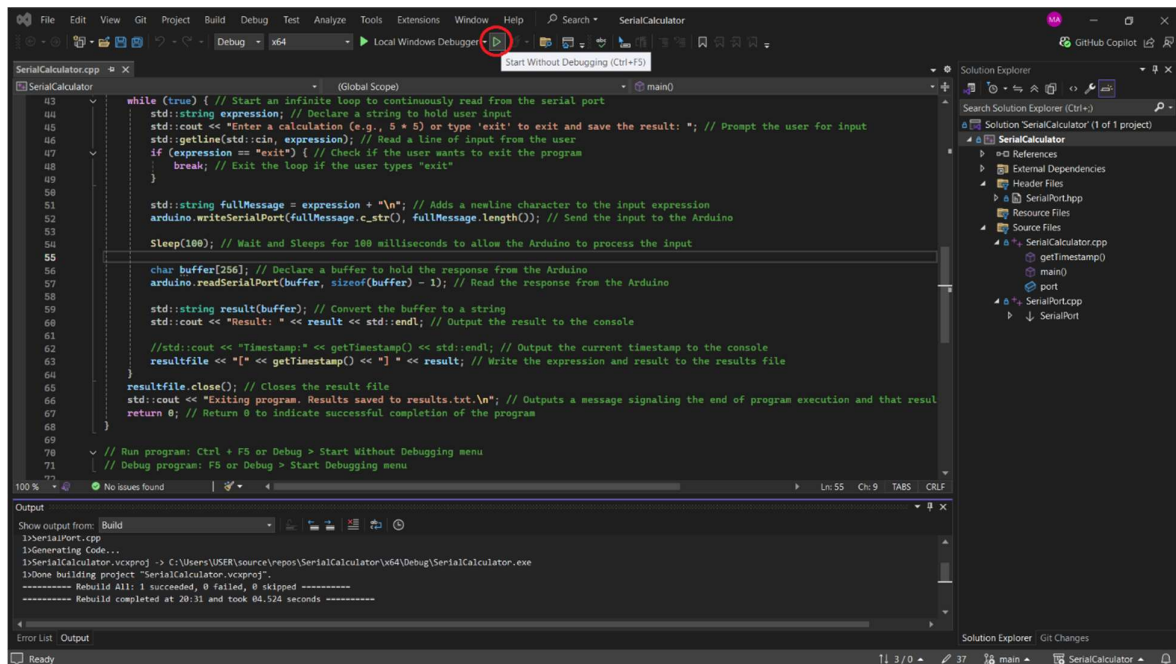 File Edit View Git Project Build Debug Test Analyze Tools Extensions Window Help Search SerialCalculator MA
Debug x64 Local Windows Debugger GitHub Copilot
Start Without Debugging (Ctrl+F5)
SerialCalculator.cpp
SerialCalculator (Global Scope) main()
43 while (true) { // Start an infinite loop to continuously read from the serial port
44 std::string expression; // Declare a string to hold user input
45 std::cout << "Enter a calculation (e.g., 5 * 5) or type 'exit' to exit and save the result: "; // Prompt the user for input
46 std::getline(std::cin, expression); // Read a line of input from the user
47 if (expression == "exit") { // Check if the user wants to exit the program
48 break; // Exit the loop if the user types "exit"
49 }
50
51 std::string fullMessage = expression + "\n"; // Adds a newline character to the input expression
52 arduino.writeSerialPort(fullMessage.c_str(), fullMessage.length()); // Send the input to the Arduino
53
54 Sleep(100); // Wait and Sleeps for 100 milliseconds to allow the Arduino to process the input
55
56 char buffer[256]; // Declare a buffer to hold the response from the Arduino
57 arduino.readSerialPort(buffer, sizeof(buffer) - 1); // Read the response from the Arduino
58
59 std::string result(buffer); // Convert the buffer to a string
60 std::cout << "Result: " << result << std::endl; // Output the result to the console
61
62 //std::cout << "Timestamp:" << getTimestamp() << std::endl; // Output the current timestamp to the console
63 resultfile << "[" << getTimestamp() << "] " << result; // Write the expression and result to the results file
64 }
65 resultfile.close(); // Closes the result file
66 std::cout << "Exiting program. Results saved to results.txt.\n"; // Outputs a message signaling the end of program execution and that resul
67 return 0; // Return 0 to indicate successful completion of the program
68 }
69
70 // Run program: Ctrl + F5 or Debug > Start Without Debugging menu
71 // Debug program: F5 or Debug > Start Debugging menu
72
100 % No issues found Ln: 55 Ch: 9 TABS CRLF
Output
Show output from: Build
1>SerialPort.cpp
1>Generating Code...
1>SerialCalculator.vcxproj -> C:\Users\USER\source\repos\SerialCalculator\x64\Debug\SerialCalculator.exe
1>Done building project "SerialCalculator.vcxproj".
========== Rebuild All: 1 succeeded, 0 failed, 0 skipped ==========
========== Rebuild completed at 20:31 and took 04.524 seconds ==========
Error List Output
Solution Explorer
Search Solution Explorer (Ctrl+;)
Solution 'SerialCalculator' (1 of 1 project)
SerialCalculator
References
External Dependencies
Header Files
SerialPort.hpp
Resource Files
Source Files
SerialCalculator.cpp
getTimestamp()
main()
port
SerialPort.cpp
SerialPort
Solution Explorer Git Changes
Ready 3 / 0 37 main SerialCalculator